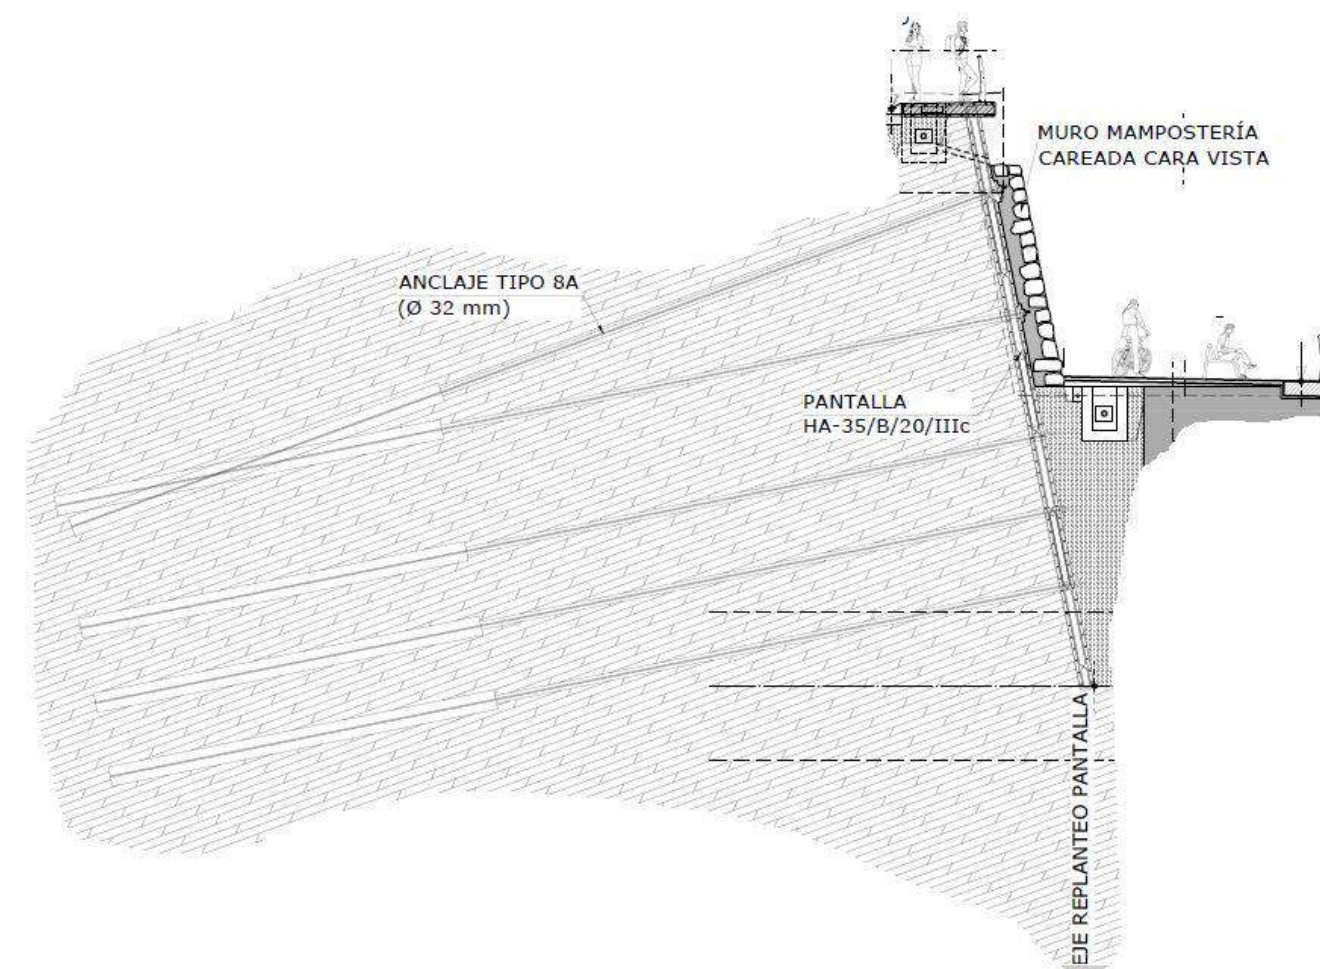 MURO MAMPOSTERÍA
CAREADA CARA VISTA
ANCLAJE TIPO 8A
(Ø 32 mm)
PANTALLA
HA-35/B/20/IIIc
EJE REPLANTEO PANTALLA